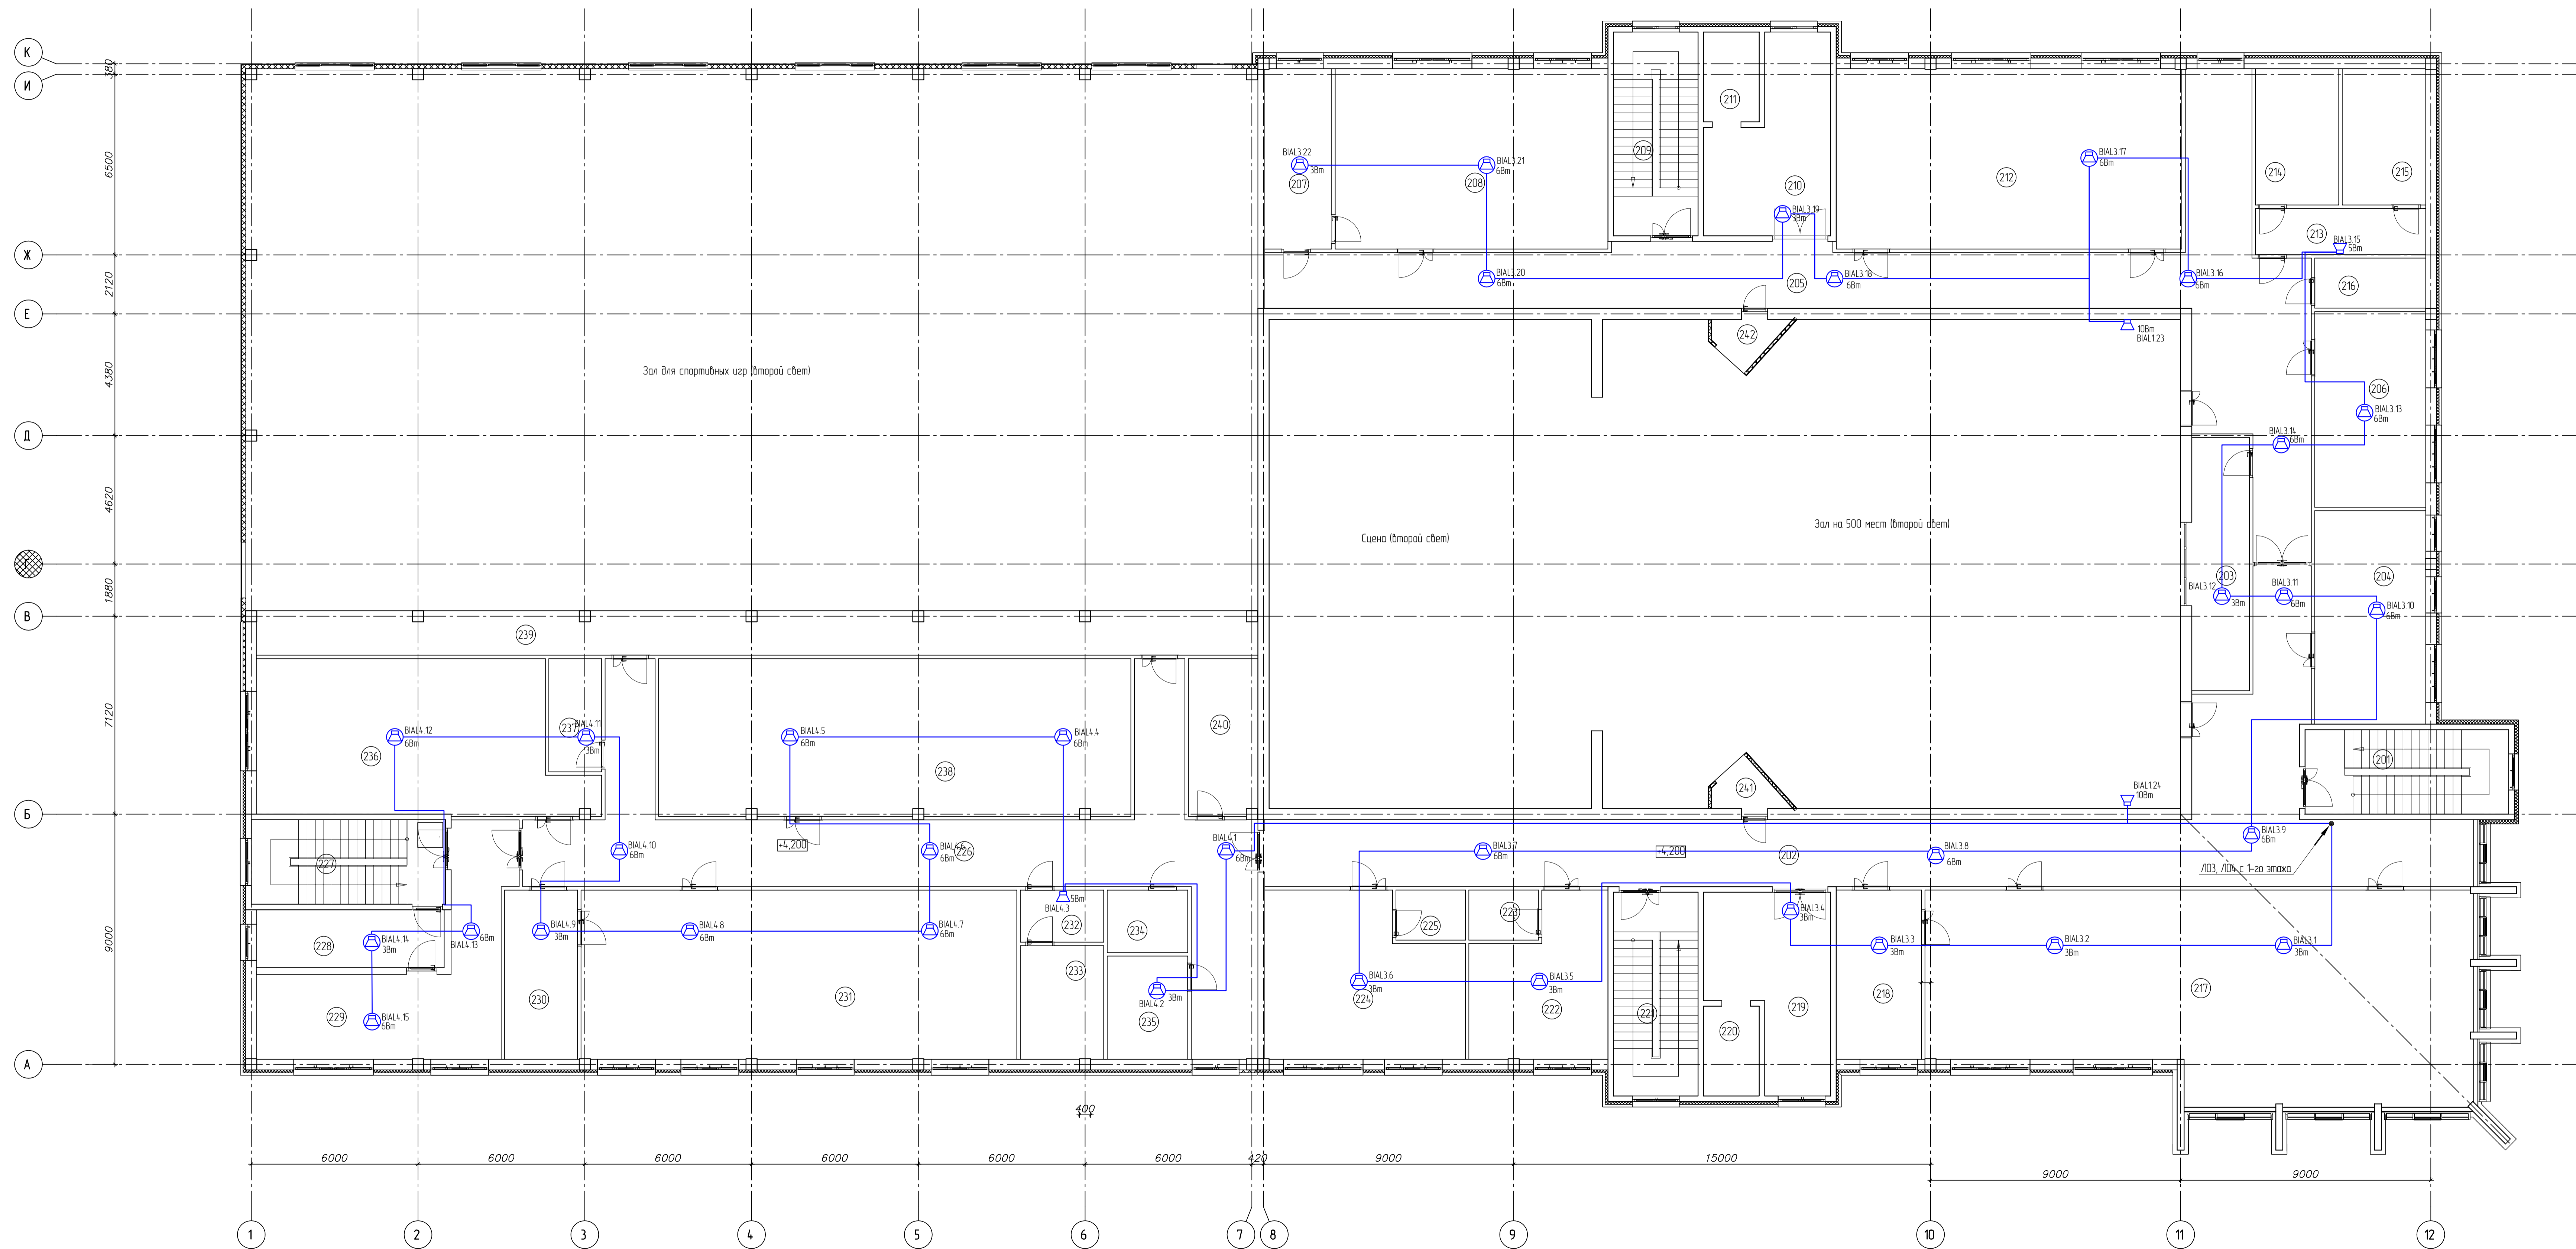 К
И
Ж
Е
Д
Г
В
Б
А
380
6500
2120
4380
4620
1880
7120
9000
BIAL3.22
3Вт
207
BIAL3.21
6Вт
208
209
211
210
BIAL3.19
3Вт
BIAL3.17
6Вт
212
214
215
213
BIAL3.15
5Вт
BIAL3.20
6Вт
205
BIAL3.18
6Вт
BIAL3.16
6Вт
216
242
10Вт
BIAL1.23
Зал для спортивных игр (второй свет)
206
BIAL3.13
6Вт
BIAL3.14
6Вт
Сцена (второй свет)
Зал на 500 мест (второй свет)
203
BIAL3.12
3Вт
BIAL3.11
6Вт
204
BIAL3.10
6Вт
239
BIAL4.12
6Вт
236
237
BIAL4.11
3Вт
BIAL4.5
6Вт
BIAL4.4
6Вт
238
240
241
BIAL1.24
10Вт
201
227
BIAL4.10
6Вт
+4,200
BIAL4.6
6Вт
226
BIAL4.1
6Вт
BIAL3.7
6Вт
+4,200
202
BIAL3.8
6Вт
BIAL3.9
6Вт
Л03, Л04 с 1-го этажа
228
BIAL4.14
3Вт
BIAL4.13
6Вт
BIAL4.9
3Вт
BIAL4.8
6Вт
BIAL4.7
6Вт
5Вт
BIAL4.3
232
234
225
223
BIAL3.4
3Вт
BIAL3.3
3Вт
BIAL3.2
3Вт
BIAL3.1
3Вт
233
BIAL3.6
3Вт
BIAL3.5
3Вт
229
BIAL4.15
6Вт
230
231
BIAL4.2
3Вт
235
224
222
221
220
219
218
217
400
6000
6000
6000
6000
6000
6000
420
9000
15000
9000
9000
1
2
3
4
5
6
7
8
9
10
11
12